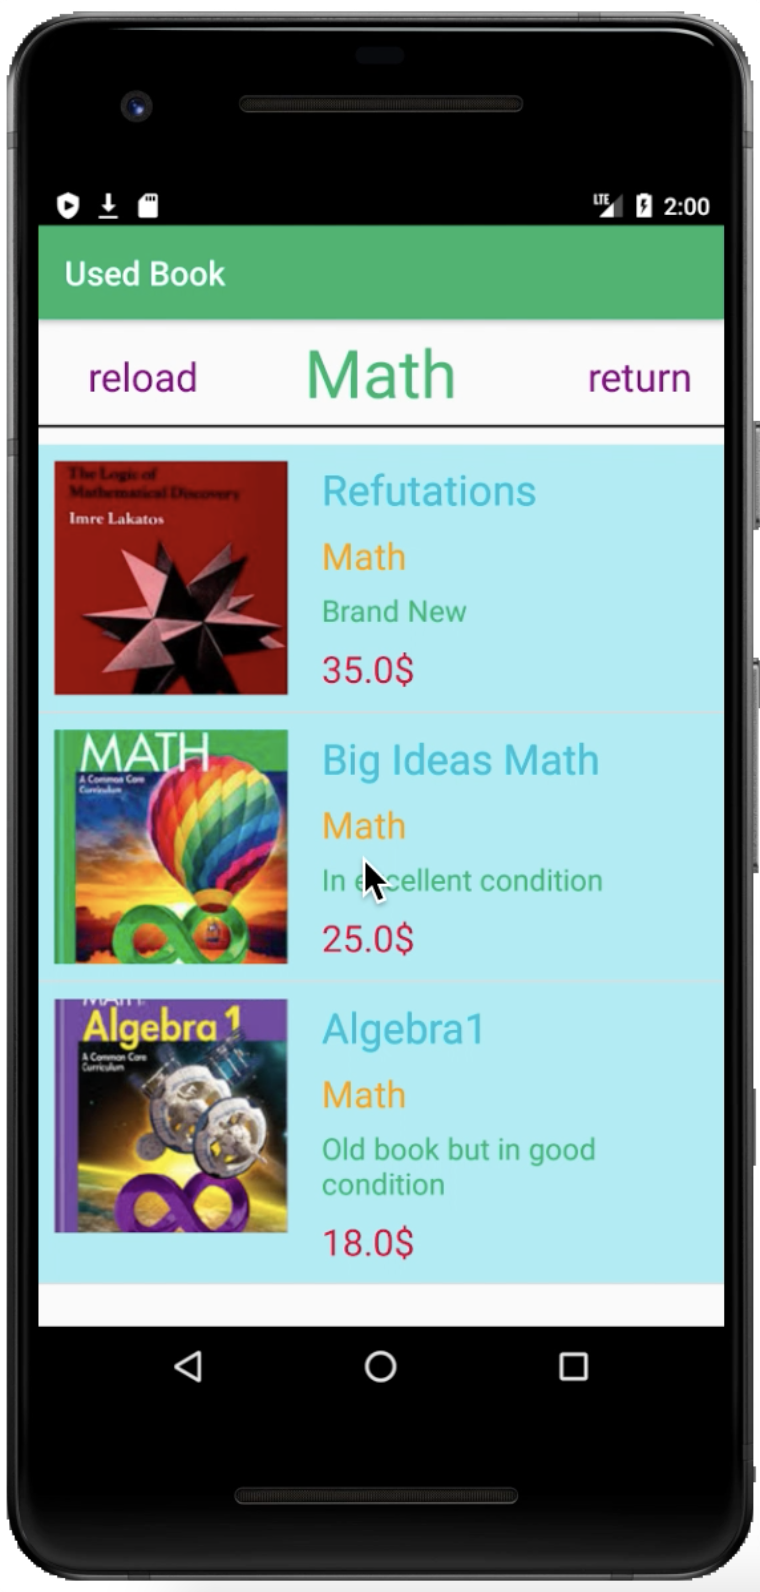 LTE 2:00
Used Book
reload Math return
The Logic of
Mathematical Discovery
Imre Lakatos
Refutations
Math
Brand New
35.0$
MATH
A Common Core
Curriculum
Big Ideas Math
Math
In excellent condition
25.0$
MATH
Algebra 1
A Common Core
Curriculum
Algebra1
Math
Old book but in good
condition
18.0$